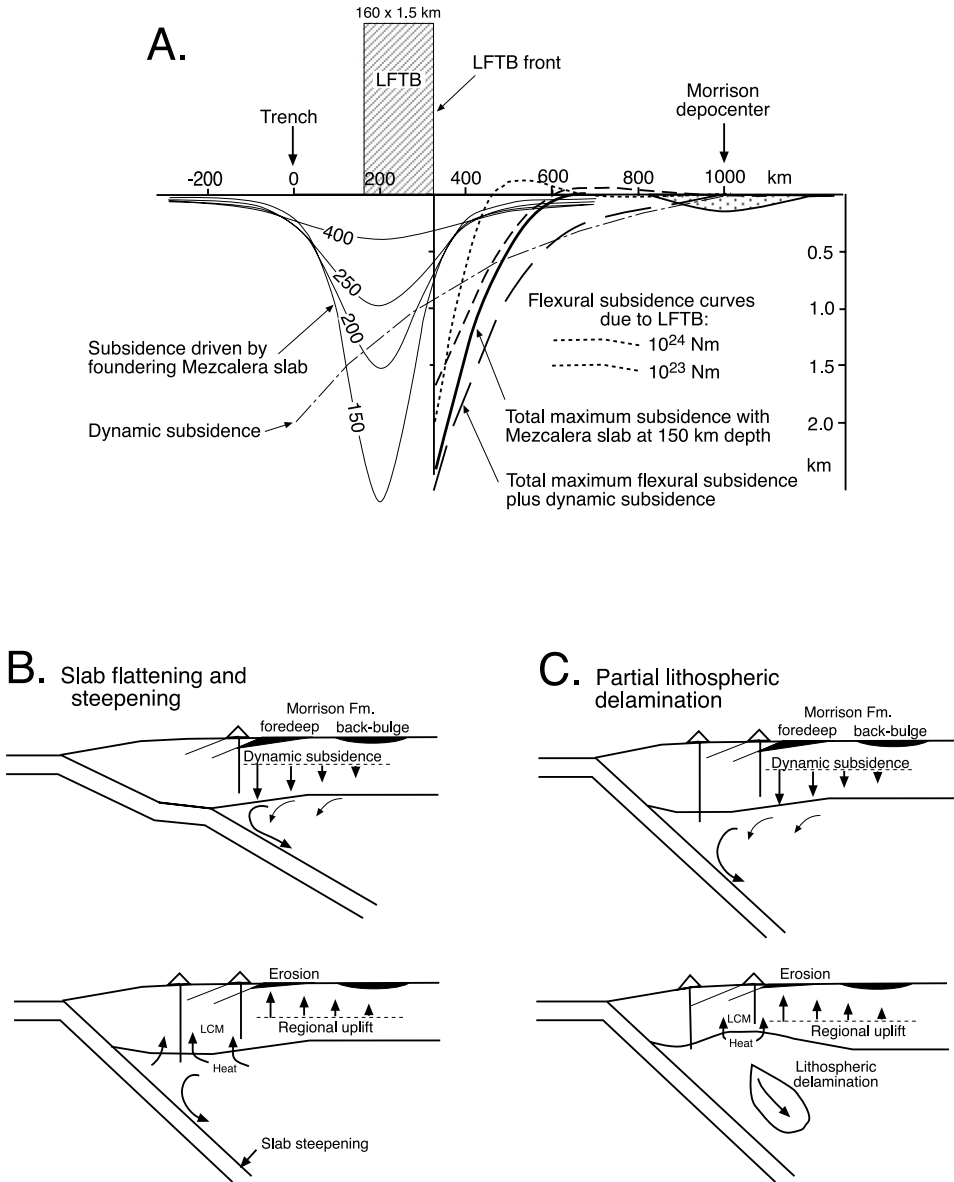 A.
160 x 1.5 km
LFTB
LFTB front
Trench
Morrison
depocenter
-200
0
200
400
600
800
1000
km
400
250
200
150
0.5
1.0
1.5
2.0
km
Flexural subsidence curves
due to LFTB:
10²⁴ Nm
10²³ Nm
Subsidence driven by
foundering Mezcalera slab
Dynamic subsidence
Total maximum subsidence with
Mezcalera slab at 150 km depth
Total maximum flexural subsidence
plus dynamic subsidence
B. Slab flattening and
steepening
Morrison Fm.
foredeep back-bulge
Dynamic subsidence
Erosion
LCM
Regional uplift
Heat
Slab steepening
C. Partial lithospheric
delamination
Morrison Fm.
foredeep back-bulge
Dynamic subsidence
Erosion
LCM
Regional uplift
Heat
Lithospheric
delamination